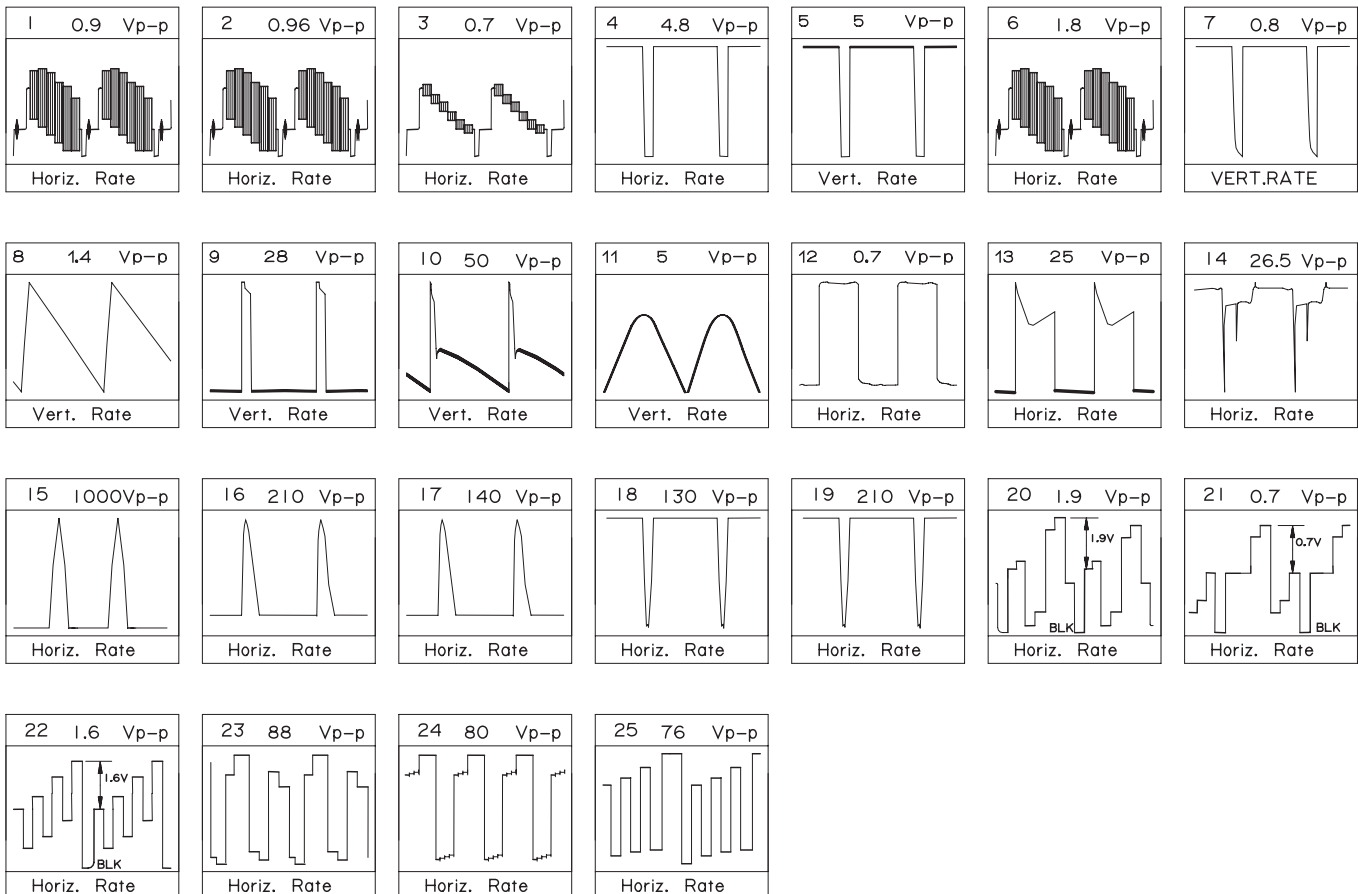 1 0.9 Vp-p
2 0.96 Vp-p
3 0.7 Vp-p
4 4.8 Vp-p
5 5 Vp-p
6 1.8 Vp-p
7 0.8 Vp-p
Horiz. Rate
Horiz. Rate
Horiz. Rate
Horiz. Rate
Vert. Rate
Horiz. Rate
VERT.RATE
8 1.4 Vp-p
9 28 Vp-p
10 50 Vp-p
11 5 Vp-p
12 0.7 Vp-p
13 25 Vp-p
14 26.5 Vp-p
Vert. Rate
Vert. Rate
Vert. Rate
Vert. Rate
Horiz. Rate
Horiz. Rate
Horiz. Rate
15 1000Vp-p
16 210 Vp-p
17 140 Vp-p
18 130 Vp-p
19 210 Vp-p
20 1.9 Vp-p
21 0.7 Vp-p
1.9V
0.7V
BLK
BLK
Horiz. Rate
Horiz. Rate
Horiz. Rate
Horiz. Rate
Horiz. Rate
Horiz. Rate
Horiz. Rate
22 1.6 Vp-p
23 88 Vp-p
24 80 Vp-p
25 76 Vp-p
1.6V
BLK
Horiz. Rate
Horiz. Rate
Horiz. Rate
Horiz. Rate